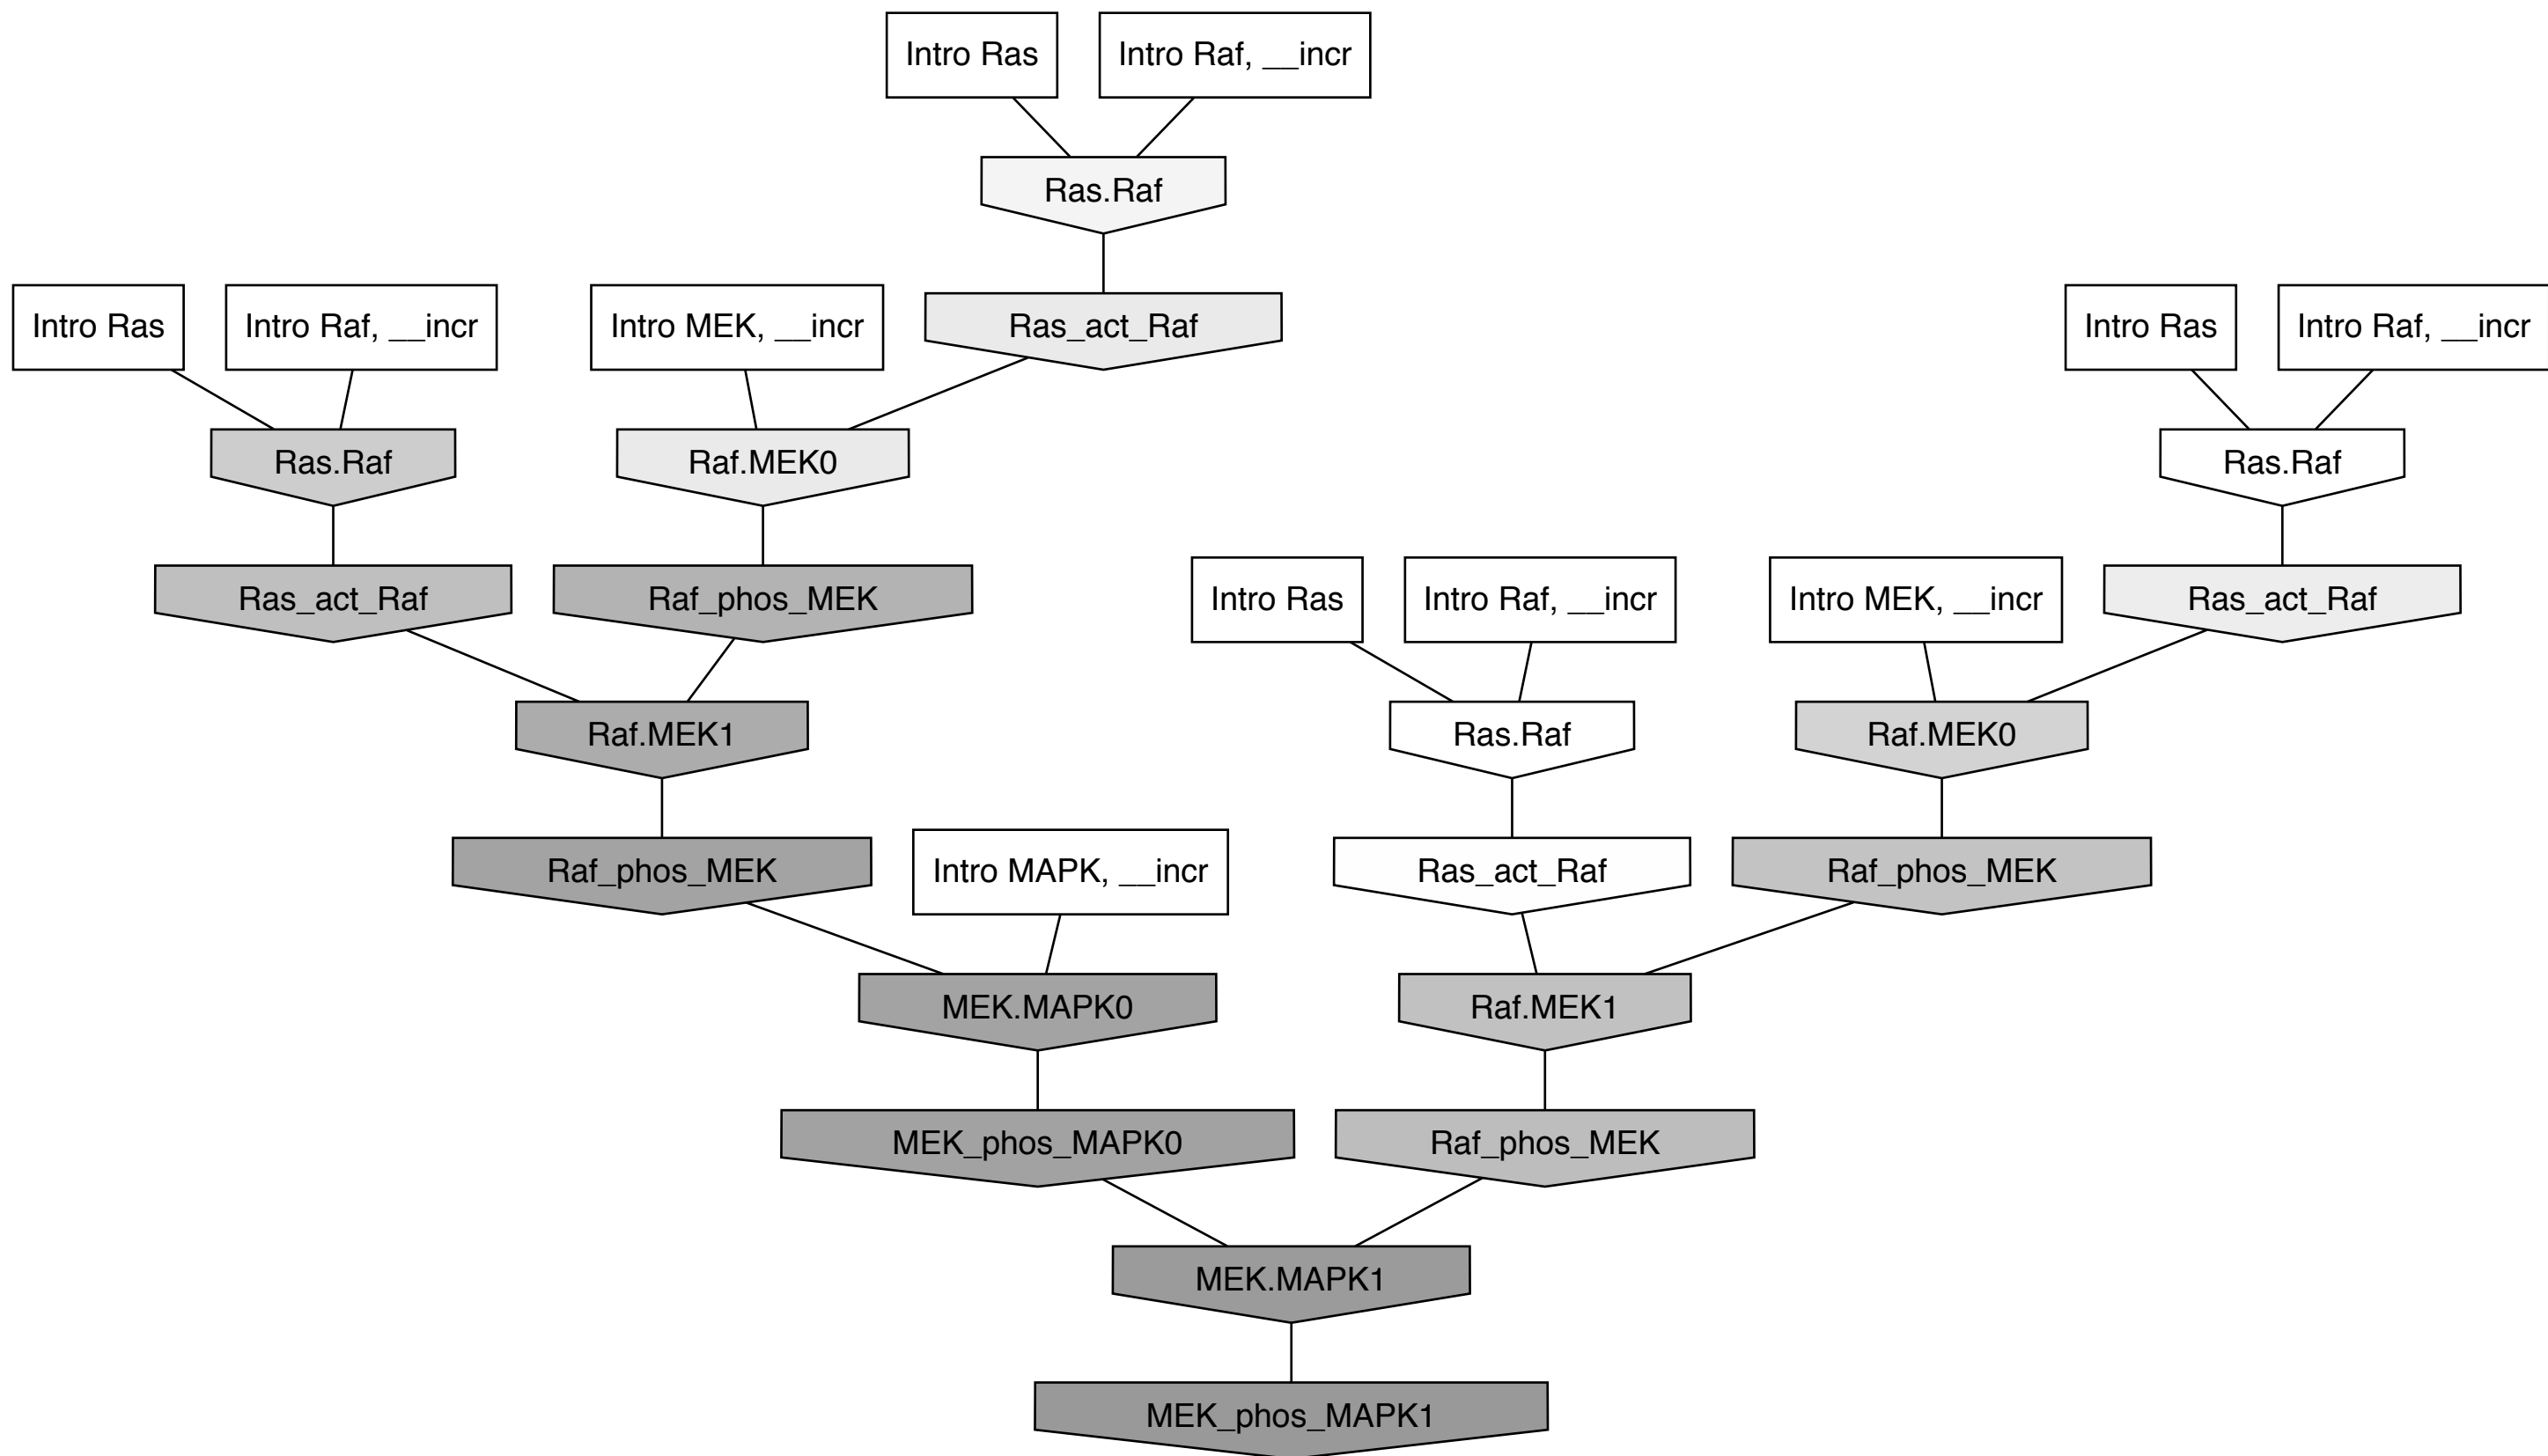 Intro Ras
Intro Raf, __incr
Ras.Raf
Intro Ras
Intro Raf, __incr
Intro MEK, __incr
Ras_act_Raf
Intro Ras
Intro Raf, __incr
Ras.Raf
Raf.MEK0
Ras.Raf
Ras_act_Raf
Raf_phos_MEK
Intro Ras
Intro Raf, __incr
Intro MEK, __incr
Ras_act_Raf
Raf.MEK1
Ras.Raf
Raf.MEK0
Raf_phos_MEK
Intro MAPK, __incr
Ras_act_Raf
Raf_phos_MEK
MEK.MAPK0
Raf.MEK1
MEK_phos_MAPK0
Raf_phos_MEK
MEK.MAPK1
MEK_phos_MAPK1